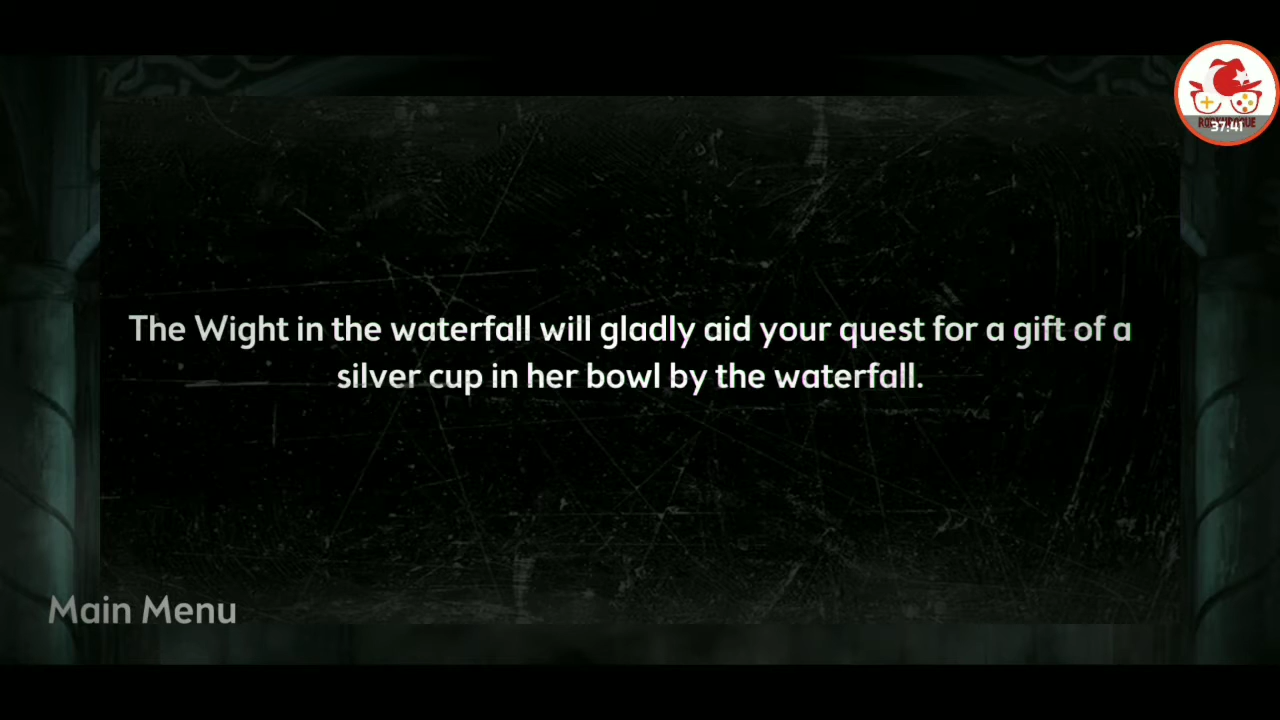 The Wight in the waterfall will gladly aid your quest for a gift of a
silver cup in her bowl by the waterfall.
Main Menu
37:41